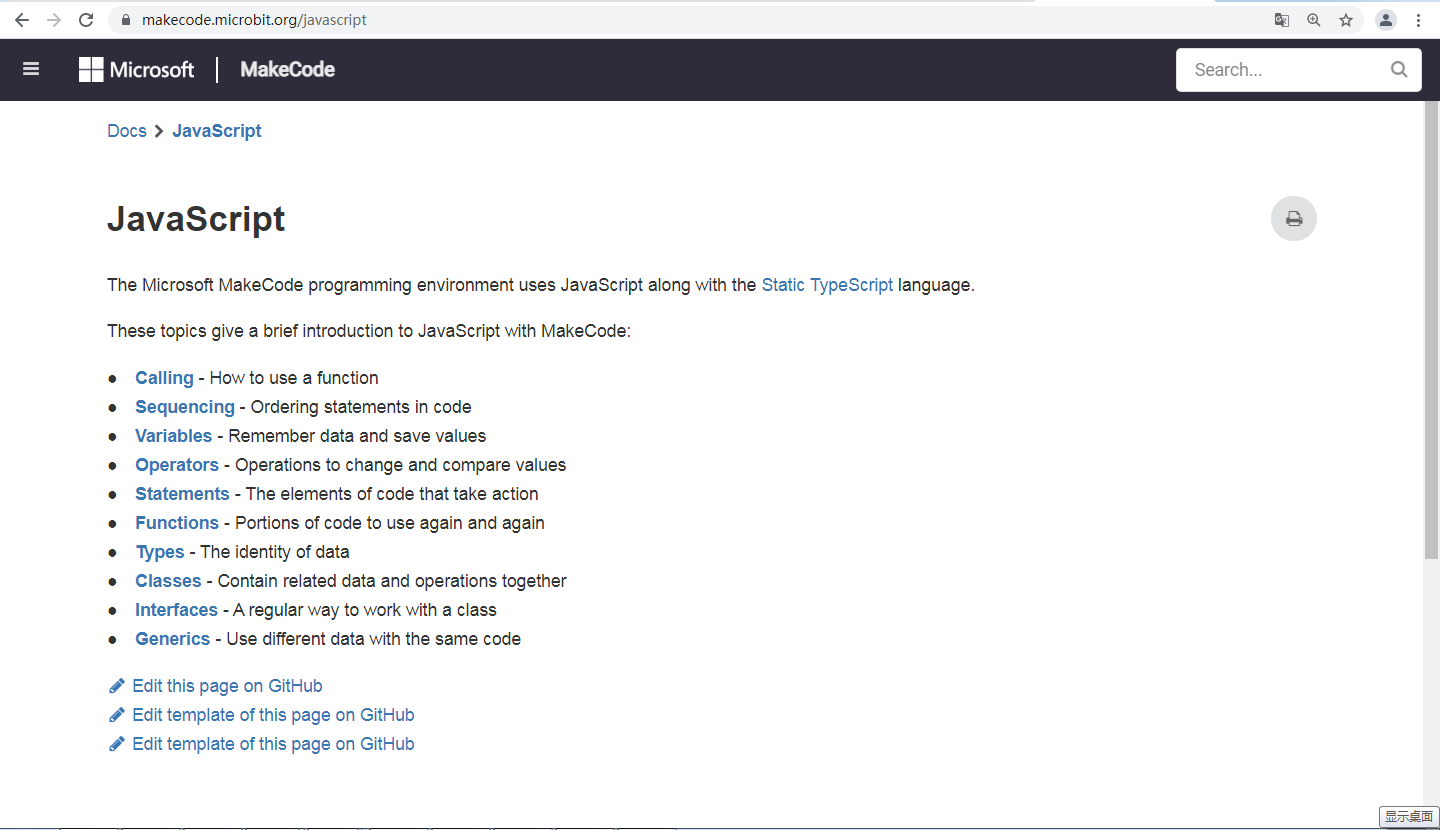 makecode.microbit.org/javascript
Microsoft | MakeCode
Search...
Docs > JavaScript
JavaScript
The Microsoft MakeCode programming environment uses JavaScript along with the Static TypeScript language.
These topics give a brief introduction to JavaScript with MakeCode:
● Calling - How to use a function
● Sequencing - Ordering statements in code
● Variables - Remember data and save values
● Operators - Operations to change and compare values
● Statements - The elements of code that take action
● Functions - Portions of code to use again and again
● Types - The identity of data
● Classes - Contain related data and operations together
● Interfaces - A regular way to work with a class
● Generics - Use different data with the same code
Edit this page on GitHub
Edit template of this page on GitHub
Edit template of this page on GitHub
显示桌面